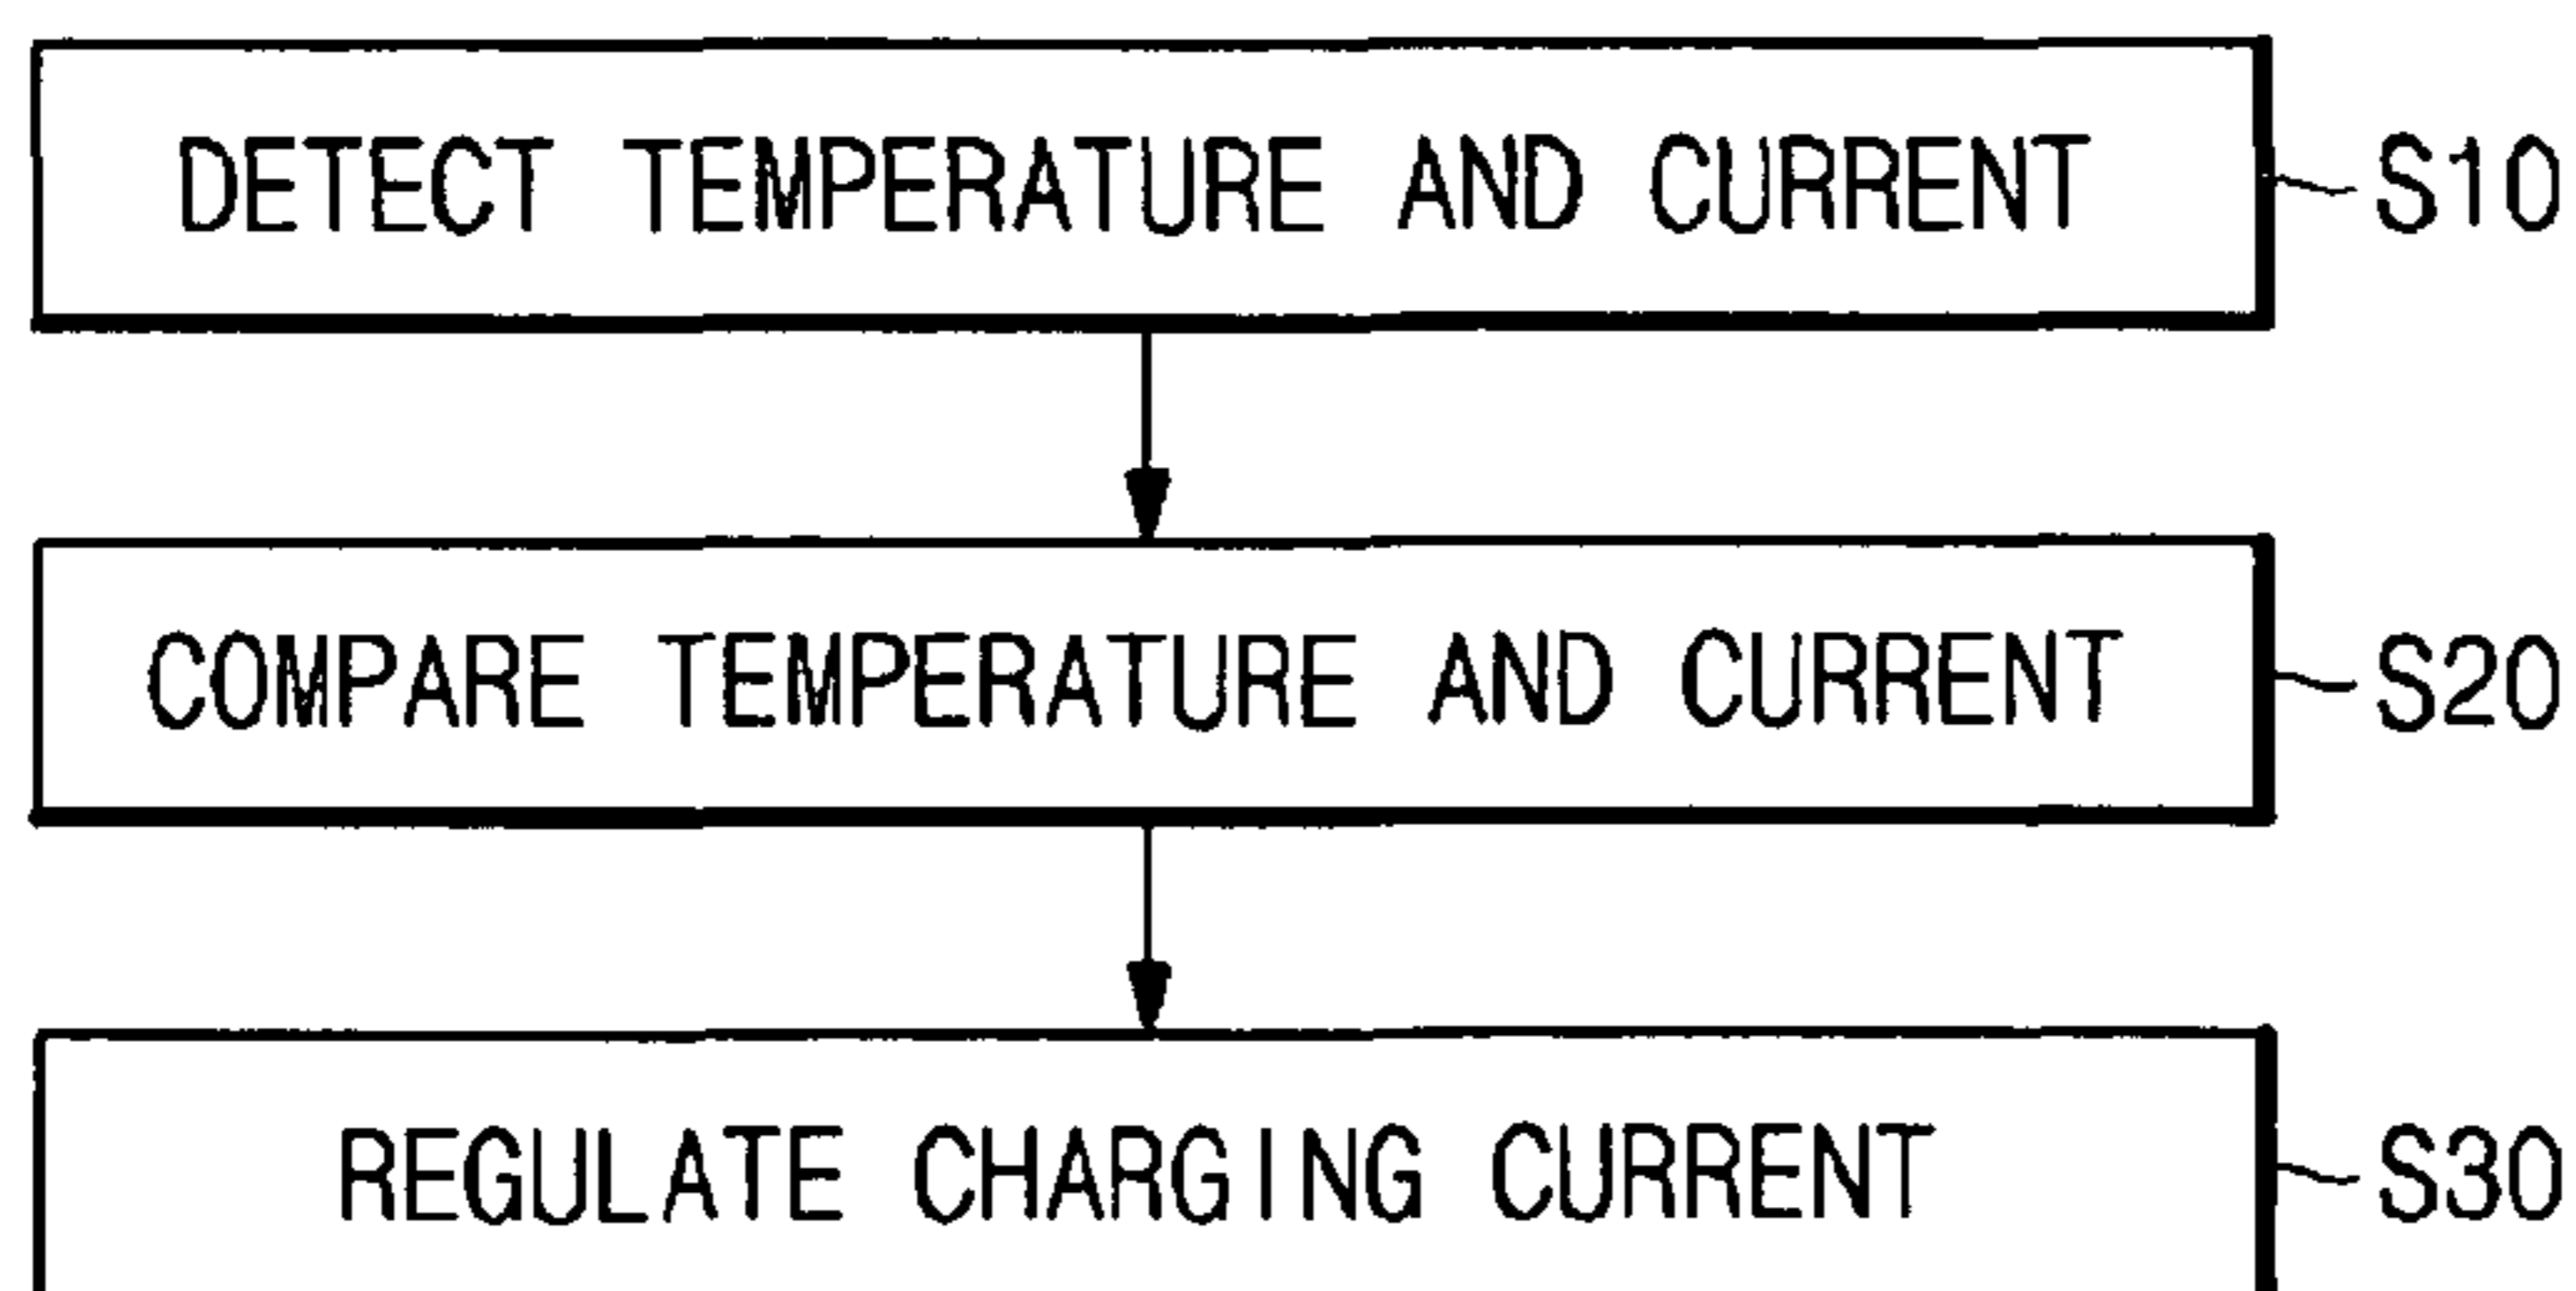 DETECT TEMPERATURE AND CURRENT S10
COMPARE TEMPERATURE AND CURRENT S20
REGULATE CHARGING CURRENT S30